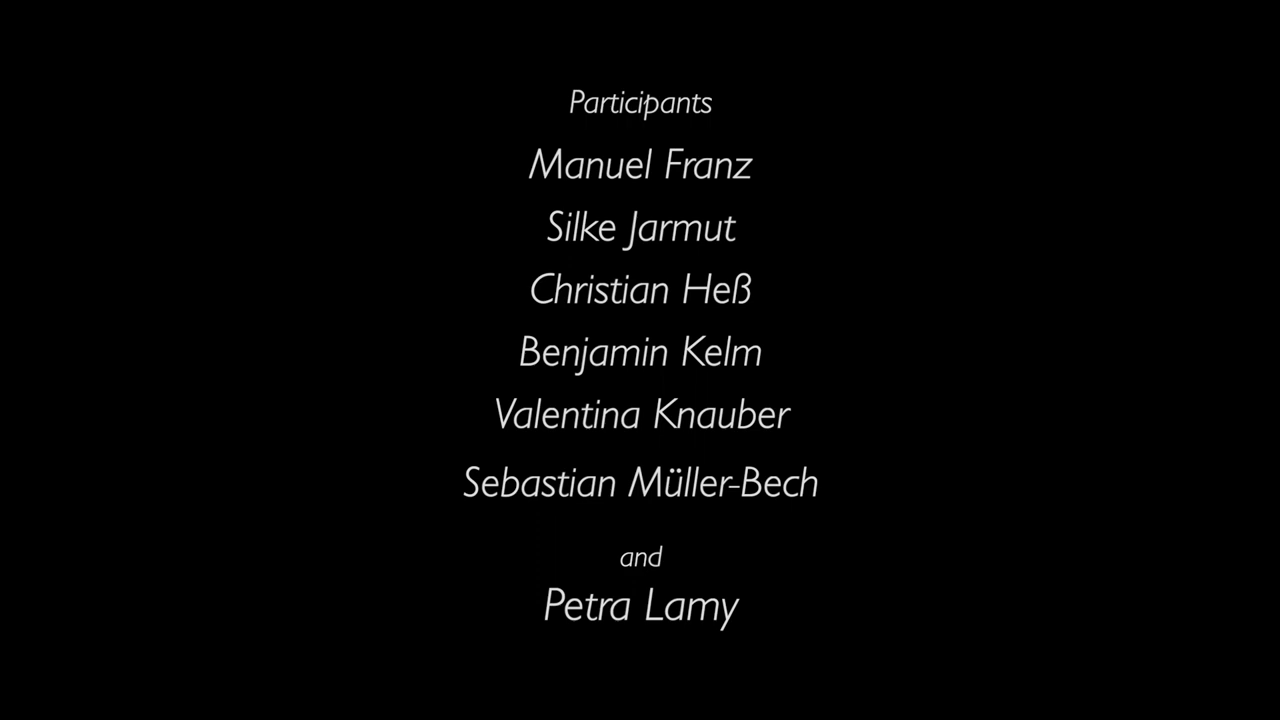 Participants
Manuel Franz
Silke Jarmut
Christian Heß
Benjamin Kelm
Valentina Knauber
Sebastian Müller-Bech
and
Petra Lamy